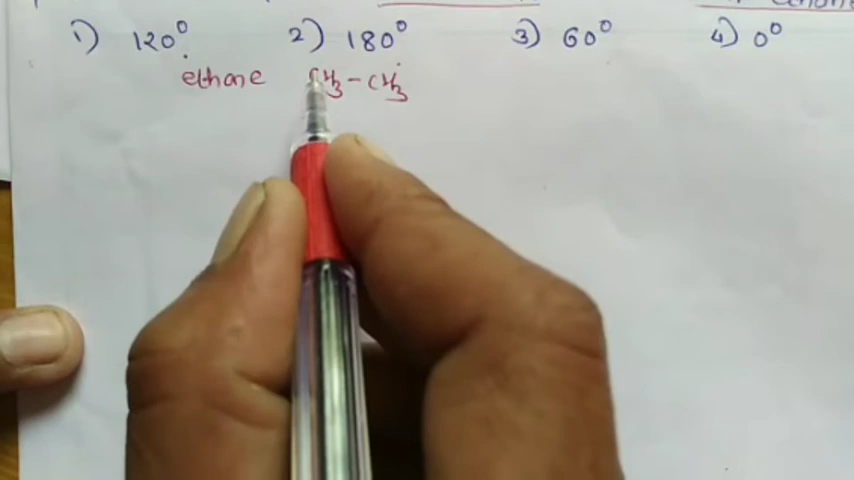 1) 120° 2) 180° 3) 60° 4) 0°
ethane CH₃ - CH₃